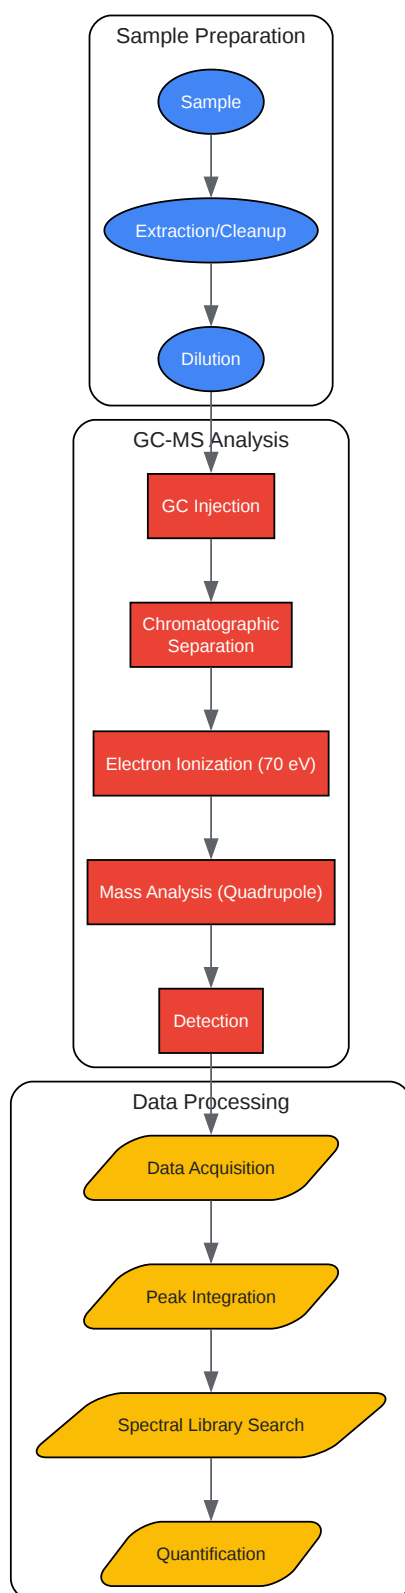 Sample Preparation
Sample
Extraction/Cleanup
Dilution
GC-MS Analysis
GC Injection
Chromatographic
Separation
Electron Ionization (70 eV)
Mass Analysis (Quadrupole)
Detection
Data Processing
Data Acquisition
Peak Integration
Spectral Library Search
Quantification